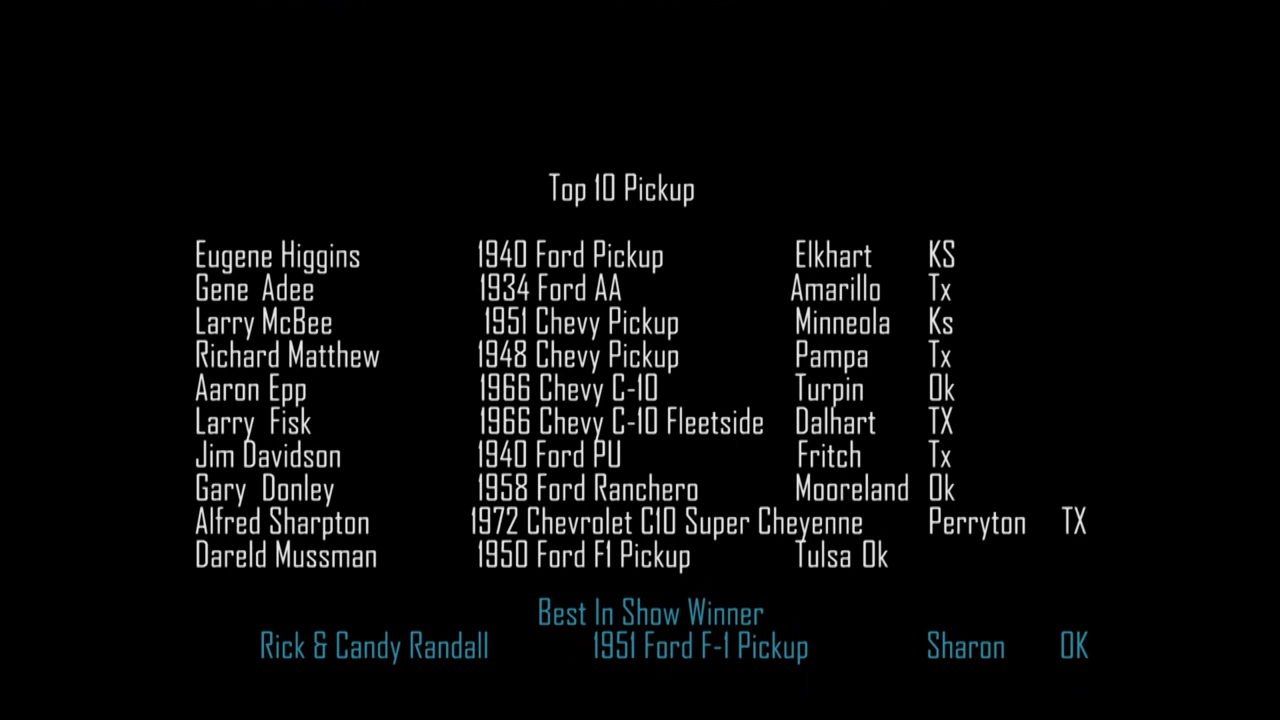 Top 10 Pickup
Eugene Higgins 1940 Ford Pickup Elkhart KS
Gene Adee 1934 Ford AA Amarillo Tx
Larry McBee 1951 Chevy Pickup Minneola Ks
Richard Matthew 1948 Chevy Pickup Pampa Tx
Aaron Epp 1966 Chevy C-10 Turpin Ok
Larry Fisk 1966 Chevy C-10 Fleetside Dalhart TX
Jim Davidson 1940 Ford PU Fritch Tx
Gary Donley 1958 Ford Ranchero Mooreland Ok
Alfred Sharpton 1972 Chevrolet C10 Super Cheyenne Perryton TX
Dareld Mussman 1950 Ford F1 Pickup Tulsa Ok
Best In Show Winner
Rick & Candy Randall 1951 Ford F-1 Pickup Sharon OK